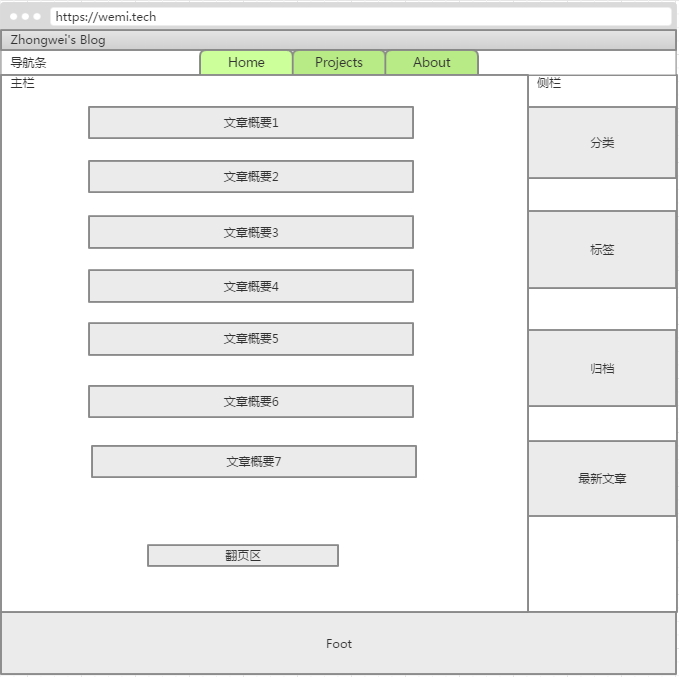 https://wemi.tech
Zhongwei's Blog
导航条
Home
Projects
About
主栏
文章概要1
文章概要2
文章概要3
文章概要4
文章概要5
文章概要6
文章概要7
翻页区
侧栏
分类
标签
归档
最新文章
Foot